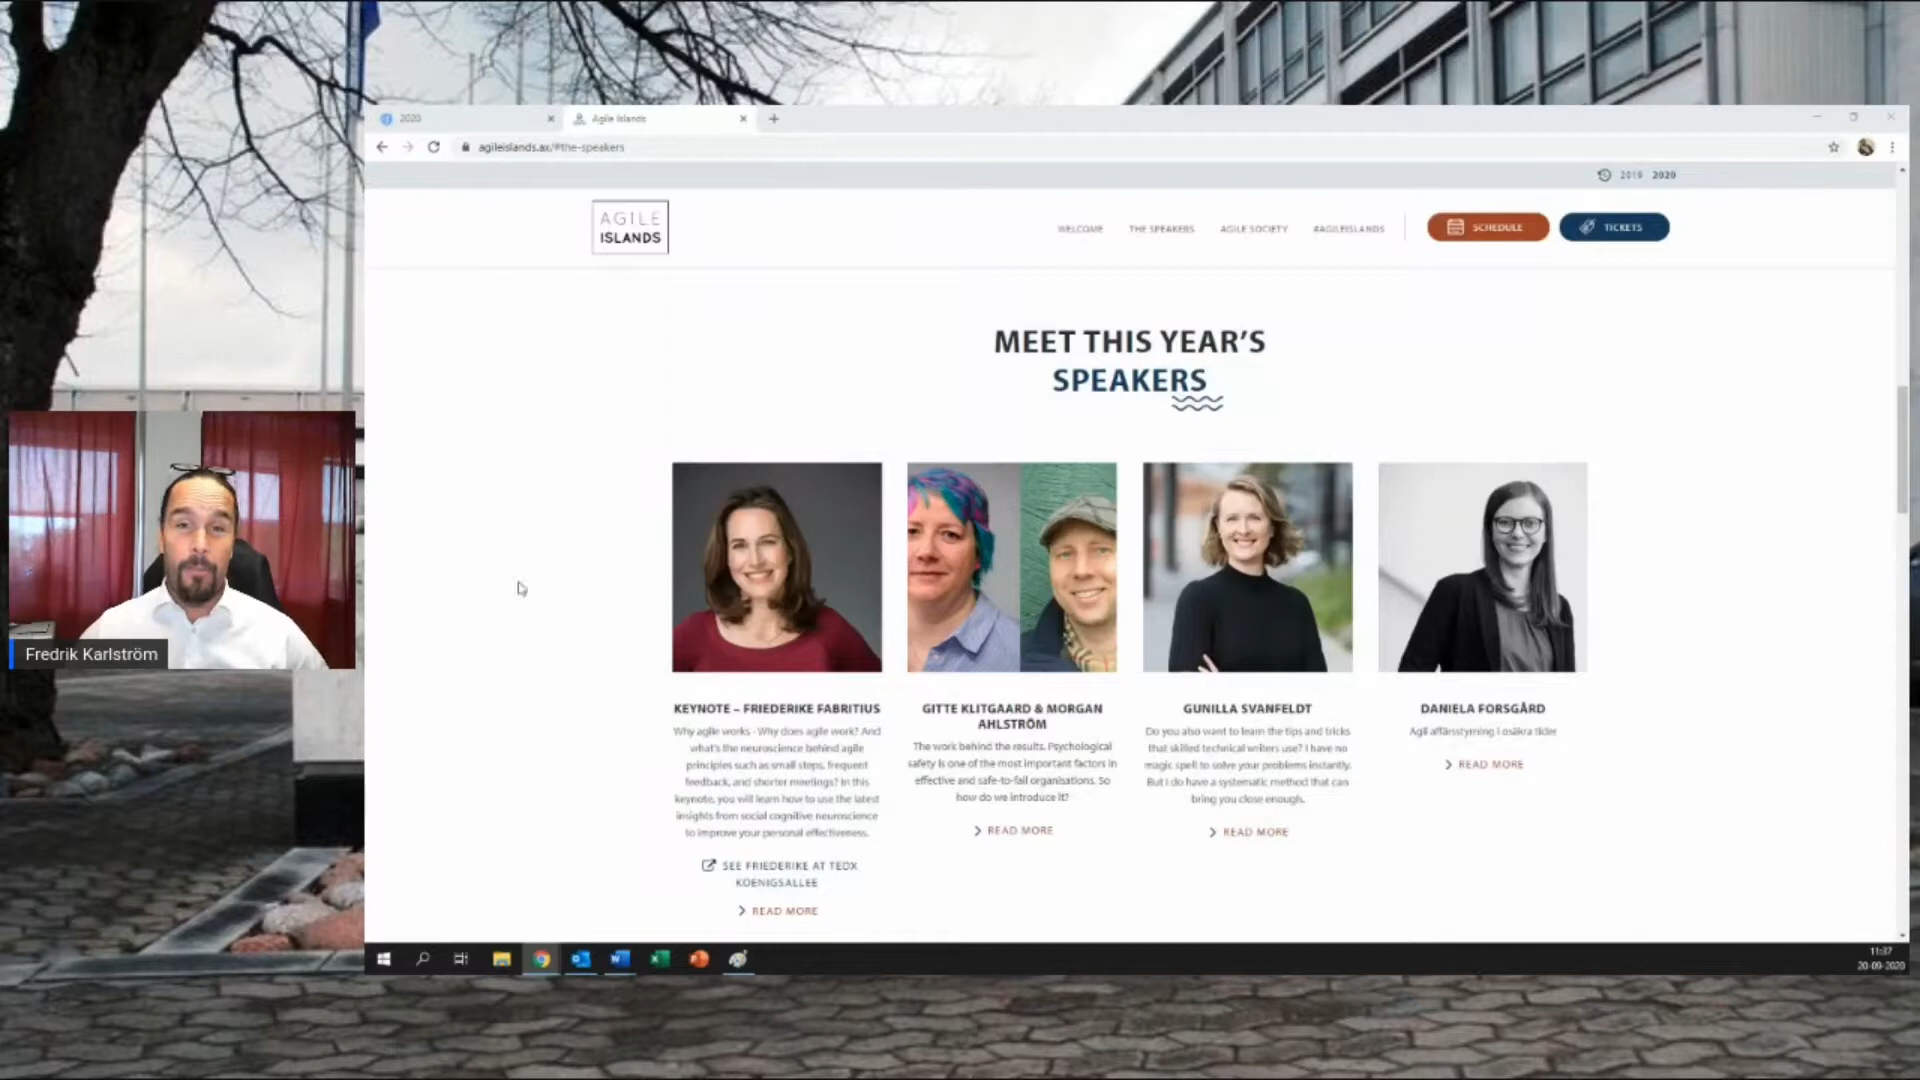 2020
Agile Islands
agileislands.ax/#the-speakers
2019 2020
AGILE
ISLANDS
WELCOME
THE SPEAKERS
AGILE SOCIETY
#AGILEISLANDS
SCHEDULE
TICKETS
MEET THIS YEAR'S
SPEAKERS
Fredrik Karlström
KEYNOTE – FRIEDERIKE FABRITIUS
Why agile works - Why does agile work? And
what's the neuroscience behind agile
principles such as small steps, frequent
feedback, and shorter meetings? In this
keynote, you will learn how to use the latest
insights from social cognitive neuroscience
to improve your personal effectiveness.
SEE FRIEDERIKE AT TEDX
KOENIGSALLEE
READ MORE
GITTE KLITGAARD & MORGAN
AHLSTRÖM
The work behind the results. Psychological
safety is one of the most important factors in
effective and safe-to-fail organisations. So
how do we introduce it?
READ MORE
GUNILLA SVANFELDT
Do you also want to learn the tips and tricks
that skilled technical writers use? I have no
magic spell to solve your problems instantly.
But I do have a systematic method that can
bring you close enough.
READ MORE
DANIELA FORSGÅRD
Agil affärsstyrning i osäkra tider
READ MORE
11:37
20-09-2020